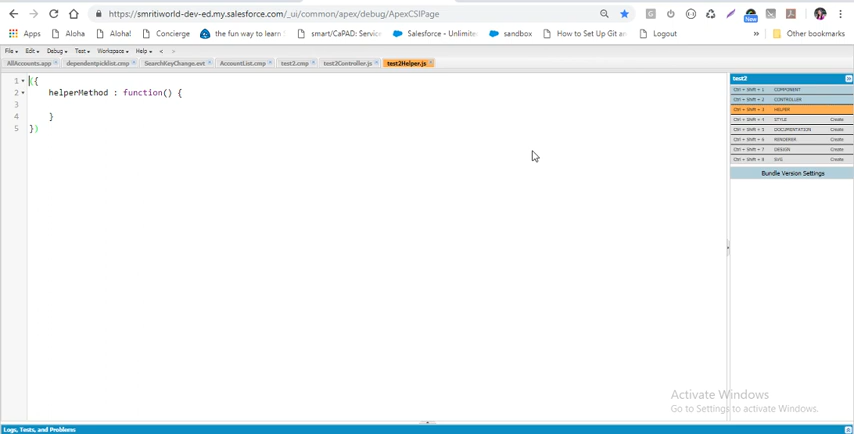 https://smritiworld-dev-ed.my.salesforce.com/_ui/common/apex/debug/ApexCSIPage
New
Apps Aloha Aloha! Concierge the fun way to learn smart/CaPAD: Service Salesforce - Unlimite sandbox How to Set Up Git an Logout » Other bookmarks
File Edit Debug Test Workspace Help < >
AllAccounts.app dependentpicklist.cmp SearchKeyChange.evt AccountList.cmp test2.cmp test2Controller.js test2Helper.js
1 ({
2 helperMethod : function() {
3
4 }
5 })
test2
Ctrl + Shift + 1 COMPONENT
Ctrl + Shift + 2 CONTROLLER
Ctrl + Shift + 3 HELPER
Ctrl + Shift + 4 STYLE Create
Ctrl + Shift + 5 DOCUMENTATION Create
Ctrl + Shift + 6 RENDERER Create
Ctrl + Shift + 7 DESIGN Create
Ctrl + Shift + 8 SVG Create
Bundle Version Settings
Activate Windows
Go to Settings to activate Windows.
Logs, Tests, and Problems